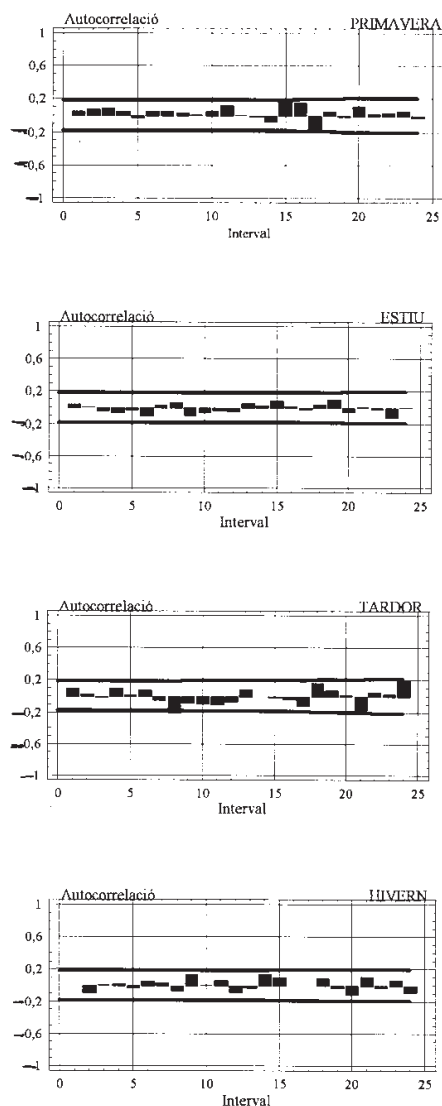 Autocorrelació PRIMAVERA
1
0,6
0,2
-0,2
-0,6
-1
0 5 10 15 20 25
Interval
Autocorrelació ESTIU
1
0,6
0,2
-0,2
-0,6
-1
0 5 10 15 20 25
Interval
Autocorrelació TARDOR
1
0,6
0,2
-0,2
-0,6
-1
0 5 10 15 20 25
Interval
Autocorrelació HIVERN
1
0,6
0,2
-0,2
-0,6
-1
0 5 10 15 20 25
Interval